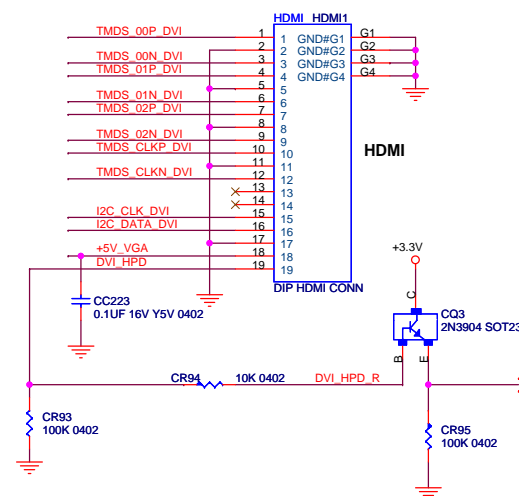 HDMI HDMI1
TMDS_00P_DVI 1 1 GND#G1 G1
2 2 GND#G2 G2
TMDS_00N_DVI 3 3 GND#G3 G3
TMDS_01P_DVI 4 4 GND#G4 G4
5 5
TMDS_01N_DVI 6 6
TMDS_02P_DVI 7 7
8 8
TMDS_02N_DVI 9 9
TMDS_CLKP_DVI 10 10
11 11
TMDS_CLKN_DVI 12 12
13 13
14 14
I2C_CLK_DVI 15 15
I2C_DATA_DVI 16 16
17 17
+5V_VGA 18 18
DVI_HPD 19 19
HDMI
DIP HDMI CONN
CC223
0.1UF 16V Y5V 0402
+3.3V
C
CQ3
2N3904 SOT23
B
E
CR94 10K 0402 DVI_HPD_R
CR93
100K 0402
CR95
100K 0402